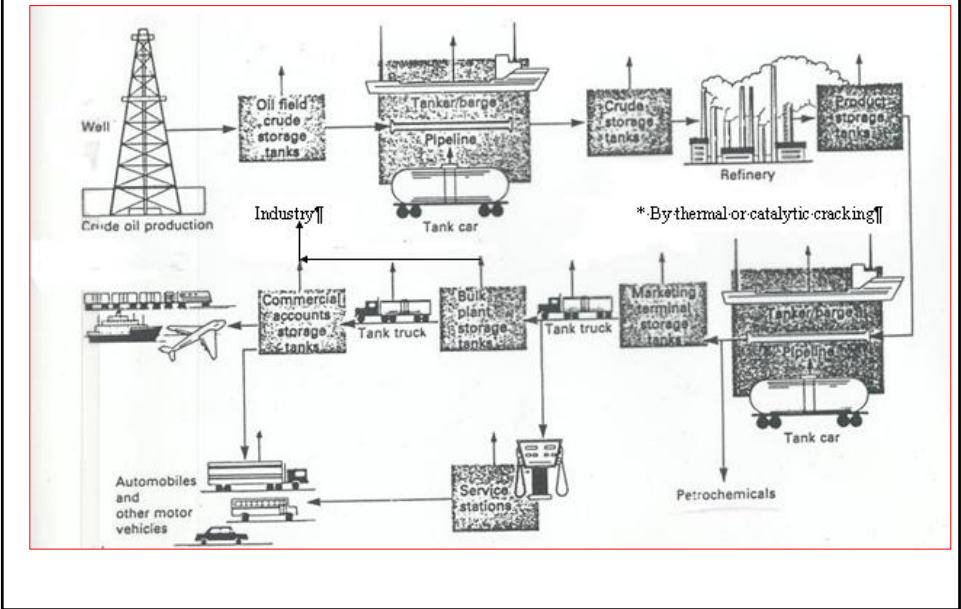 Well
Crude oil production
Oil field
crude
storage
tanks
Tanker/barge
Pipeline
Tank car
Crude
storage
tanks
Refinery
Product
storage
tanks
Industry¶
*·By·thermal·or·catalytic·cracking¶
Commercial
accounts
storage
tanks
Tank truck
Bulk
plant
storage
tanks
Tank truck
Marketing
terminal
storage
tanks
Tanker/barge
Pipeline
Tank car
Automobiles
and
other motor
vehicles
Service
stations
Petrochemicals